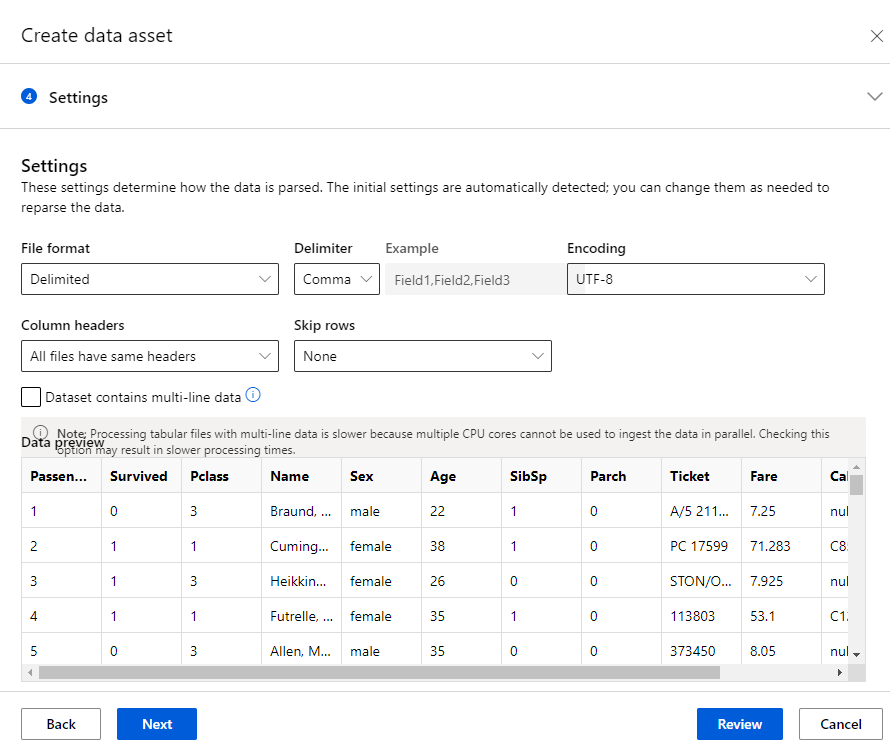 Create data asset
4 Settings
Settings
These settings determine how the data is parsed. The initial settings are automatically detected; you can change them as needed to
reparse the data.
File format Delimiter Example Encoding
Delimited Comma Field1,Field2,Field3 UTF-8
Column headers Skip rows
All files have same headers None
Dataset contains multi-line data
Note: Processing tabular files with multi-line data is slower because multiple CPU cores cannot be used to ingest the data in parallel. Checking this
option may result in slower processing times.
Data preview
Passen... Survived Pclass Name Sex Age SibSp Parch Ticket Fare Ca
1 0 3 Braund, ... male 22 1 0 A/5 211... 7.25 nul
2 1 1 Cuming... female 38 1 0 PC 17599 71.283 C8
3 1 3 Heikkin... female 26 0 0 STON/O... 7.925 nul
4 1 1 Futrelle, ... female 35 1 0 113803 53.1 C1
5 0 3 Allen, M... male 35 0 0 373450 8.05 nul
Back Next Review Cancel